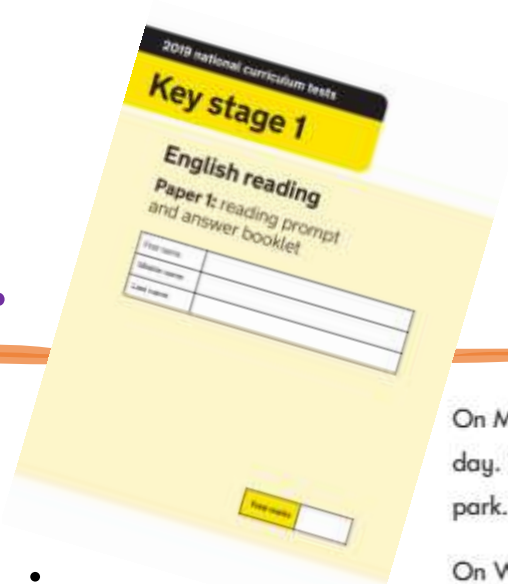 2019 national curriculum tests
Key stage 1
English reading
Paper 1: reading prompt
and answer booklet
First name
Middle name
Last name
Total marks
On M
day.
park.
On W